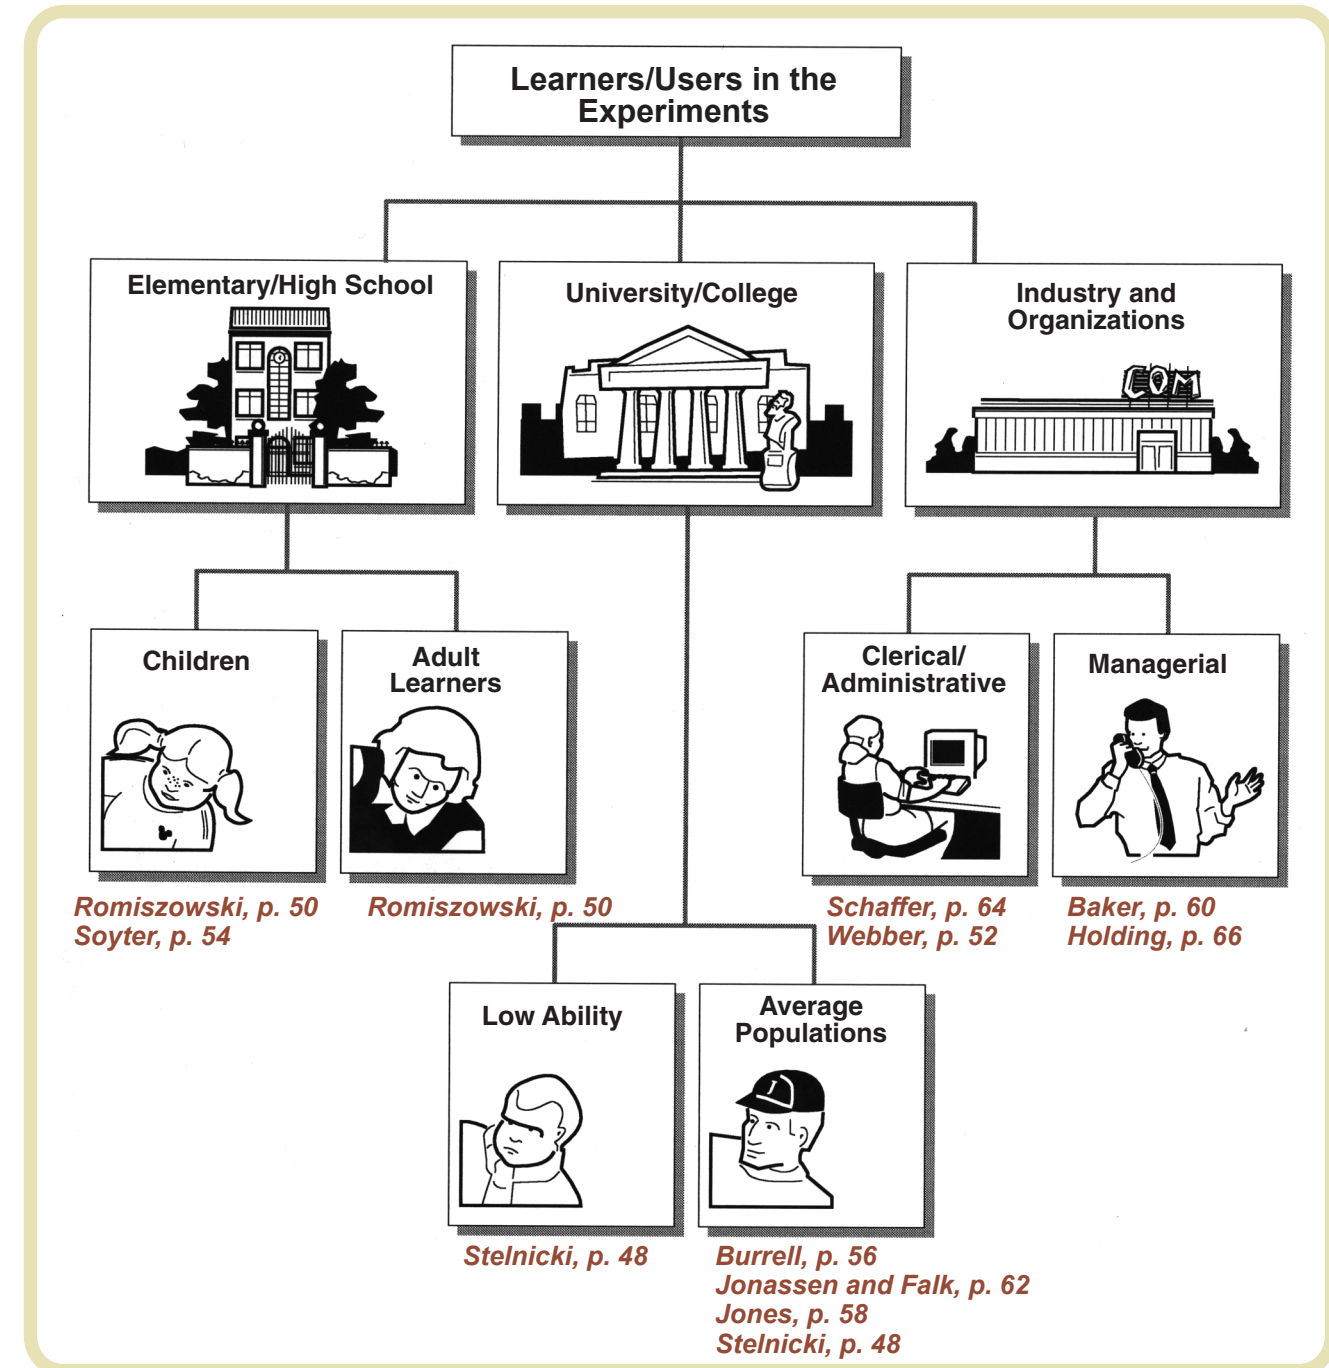 Learners/Users in the
Experiments
Elementary/High School
University/College
Industry and
Organizations
COM
Children
Adult
Learners
Clerical/
Administrative
Managerial
Romiszowski, p. 50
Soyter, p. 54
Romiszowski, p. 50
Schaffer, p. 64
Webber, p. 52
Baker, p. 60
Holding, p. 66
Low Ability
Average
Populations
J
Stelnicki, p. 48
Burrell, p. 56
Jonassen and Falk, p. 62
Jones, p. 58
Stelnicki, p. 48